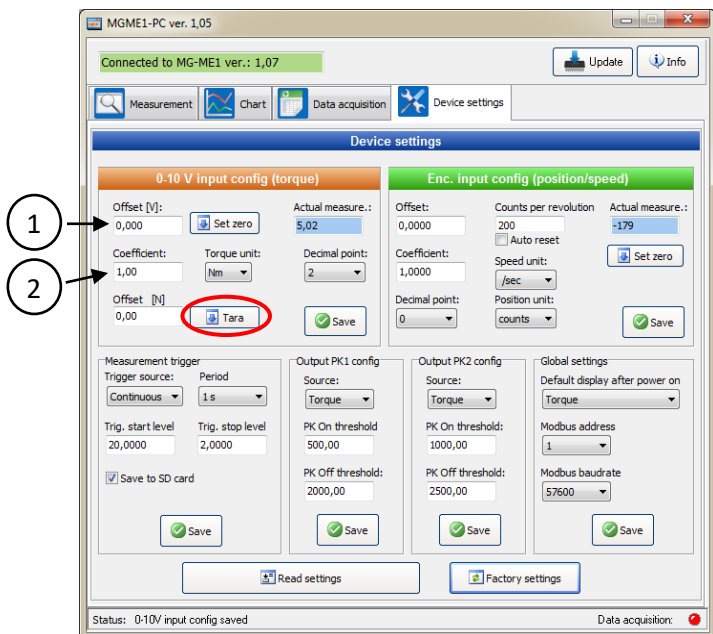 MGME1-PC ver. 1,05
Connected to MG-ME1 ver.: 1,07
Update
Info
Measurement
Chart
Data acquisition
Device settings
Device settings
0-10 V input config (torque)
Offset [V]:
0,000
Set zero
Actual measure.:
5,02
Coefficient:
1,00
Torque unit:
Nm
Decimal point:
2
Offset [N]
0,00
Tara
Save
1
2
Enc. input config (position/speed)
Offset:
0,0000
Counts per revolution
200
Auto reset
Actual measure.:
-179
Set zero
Coefficient:
1,0000
Speed unit:
/sec
Decimal point:
0
Position unit:
counts
Save
Measurement trigger
Trigger source:
Continuous
Period
1 s
Trig. start level
20,0000
Trig. stop level
2,0000
Save to SD card
Save
Output PK1 config
Source:
Torque
PK On threshold
500,00
PK Off threshold:
2000,00
Save
Output PK2 config
Source:
Torque
PK On threshold:
1000,00
PK Off threshold:
2500,00
Save
Global settings
Default display after power on
Torque
Modbus address
1
Modbus baudrate
57600
Save
Read settings
Factory settings
Status: 0-10V input config saved
Data acquisition: